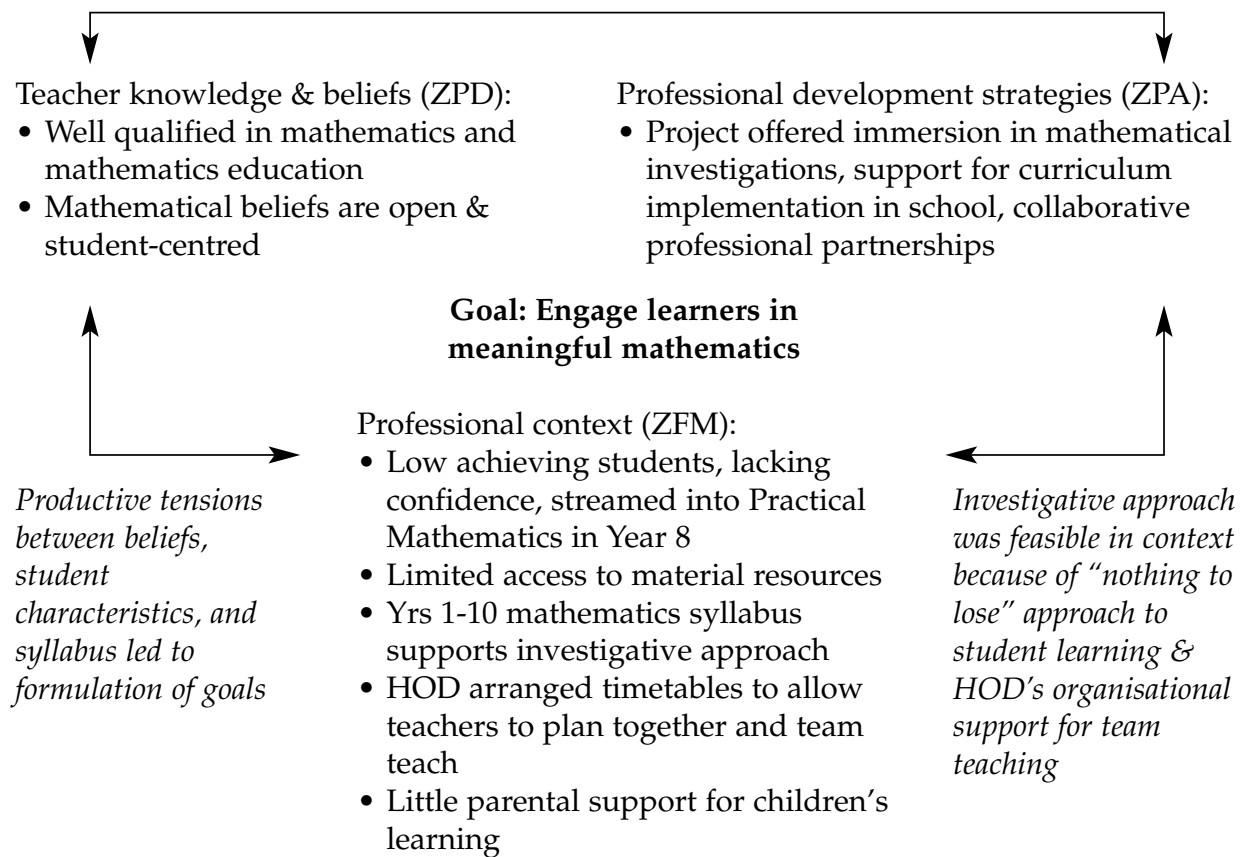 Teacher knowledge & beliefs (ZPD):
• Well qualified in mathematics and
mathematics education
• Mathematical beliefs are open &
student-centred
Professional development strategies (ZPA):
• Project offered immersion in mathematical
investigations, support for curriculum
implementation in school, collaborative
professional partnerships
Goal: Engage learners in
meaningful mathematics
Productive tensions
between beliefs,
student
characteristics, and
syllabus led to
formulation of goals
Professional context (ZFM):
• Low achieving students, lacking
confidence, streamed into Practical
Mathematics in Year 8
• Limited access to material resources
• Yrs 1-10 mathematics syllabus
supports investigative approach
• HOD arranged timetables to allow
teachers to plan together and team
teach
• Little parental support for children’s
learning
Investigative approach
was feasible in context
because of “nothing to
lose” approach to
student learning &
HOD’s organisational
support for team
teaching